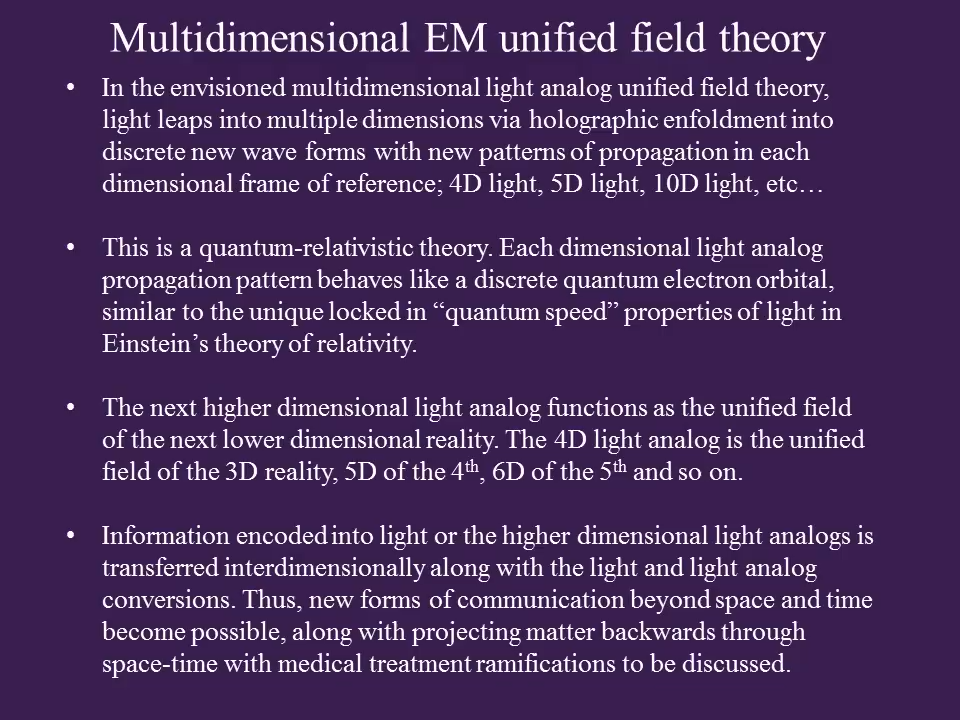 Multidimensional EM unified field theory
• In the envisioned multidimensional light analog unified field theory,
light leaps into multiple dimensions via holographic enfoldment into
discrete new wave forms with new patterns of propagation in each
dimensional frame of reference; 4D light, 5D light, 10D light, etc…
• This is a quantum-relativistic theory. Each dimensional light analog
propagation pattern behaves like a discrete quantum electron orbital,
similar to the unique locked in “quantum speed” properties of light in
Einstein’s theory of relativity.
• The next higher dimensional light analog functions as the unified field
of the next lower dimensional reality. The 4D light analog is the unified
field of the 3D reality, 5D of the 4th, 6D of the 5th and so on.
• Information encoded into light or the higher dimensional light analogs is
transferred interdimensionally along with the light and light analog
conversions. Thus, new forms of communication beyond space and time
become possible, along with projecting matter backwards through
space-time with medical treatment ramifications to be discussed.